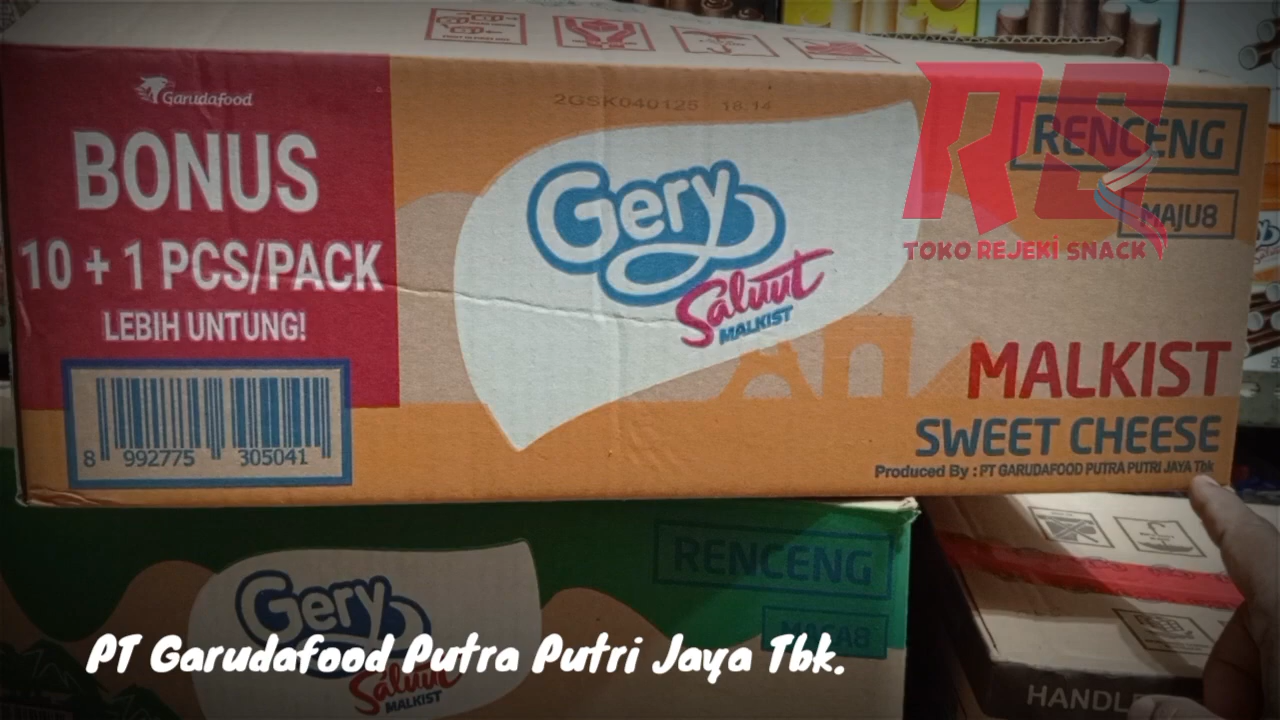 Garudafood
BONUS
10 + 1 PCS/PACK
LEBIH UNTUNG!
8 992775 305041
2GSK040125 16.14
Gery
Saluut
MALKIST
RENCENG
MAJU8
RS
TOKO REJEKI SNACK
MALKIST
SWEET CHEESE
Produced By : PT GARUDAFOOD PUTRA PUTRI JAYA Tbk
RENCENG
Gery
Saluut
MALKIST
PT Garudafood Putra Putri Jaya Tbk.